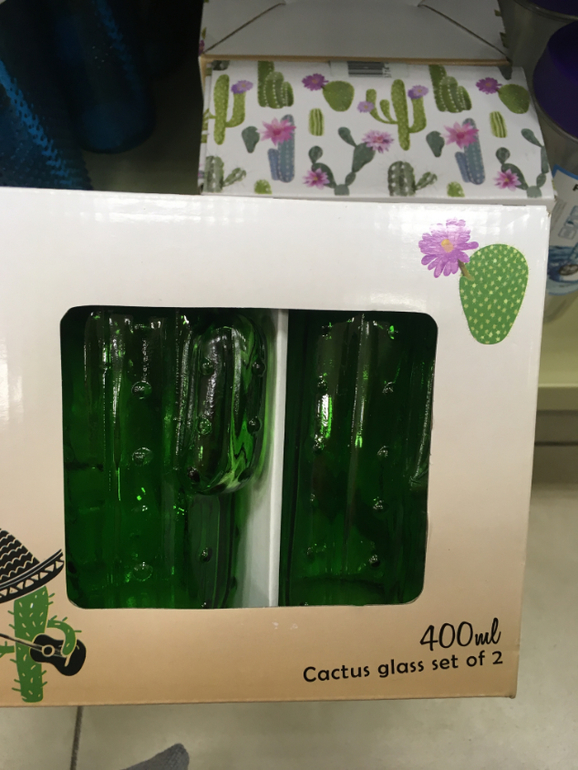 400ml
Cactus glass set of 2